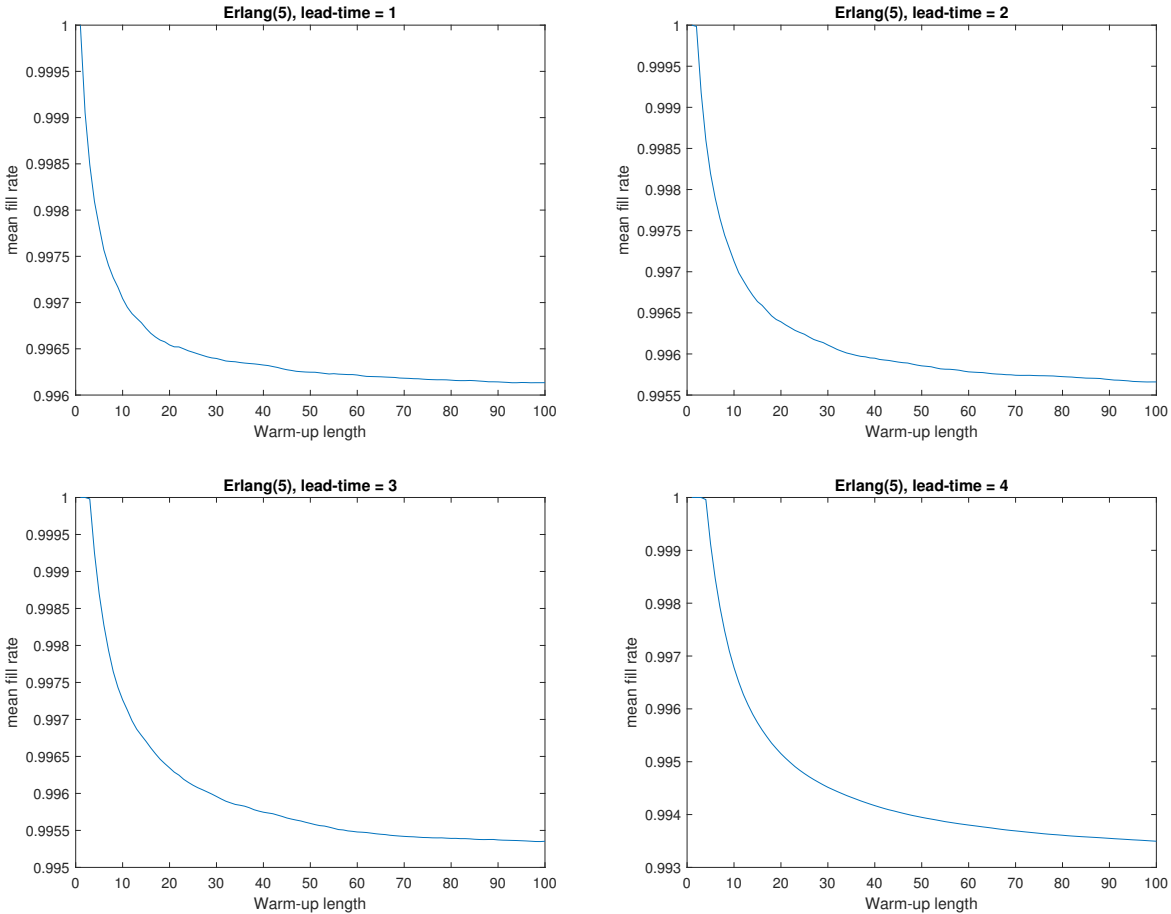 Erlang(5), lead-time = 1
1
0.9995
0.999
0.9985
0.998
0.9975
0.997
0.9965
0.996
mean fill rate
0 10 20 30 40 50 60 70 80 90 100
Warm-up length
Erlang(5), lead-time = 2
1
0.9995
0.999
0.9985
0.998
0.9975
0.997
0.9965
0.996
0.9955
mean fill rate
0 10 20 30 40 50 60 70 80 90 100
Warm-up length
Erlang(5), lead-time = 3
1
0.9995
0.999
0.9985
0.998
0.9975
0.997
0.9965
0.996
0.9955
0.995
mean fill rate
0 10 20 30 40 50 60 70 80 90 100
Warm-up length
Erlang(5), lead-time = 4
1
0.999
0.998
0.997
0.996
0.995
0.994
0.993
mean fill rate
0 10 20 30 40 50 60 70 80 90 100
Warm-up length